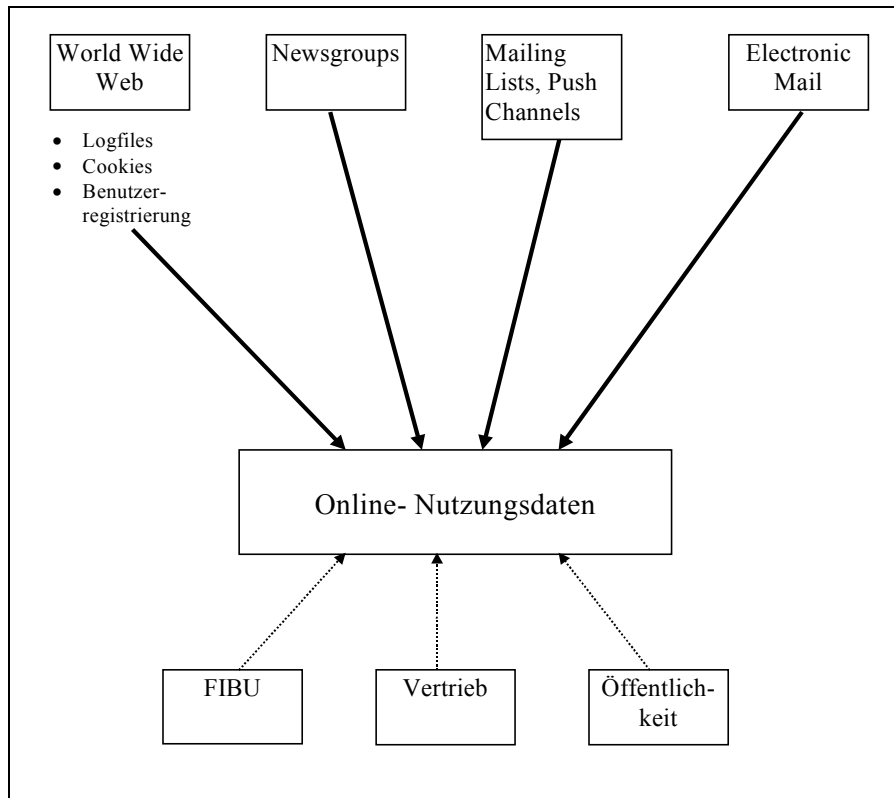 World Wide
Web
Newsgroups
Mailing
Lists, Push
Channels
Electronic
Mail
• Logfiles
• Cookies
• Benutzer-
registrierung
Online- Nutzungsdaten
FIBU
Vertrieb
Öffentlich-
keit